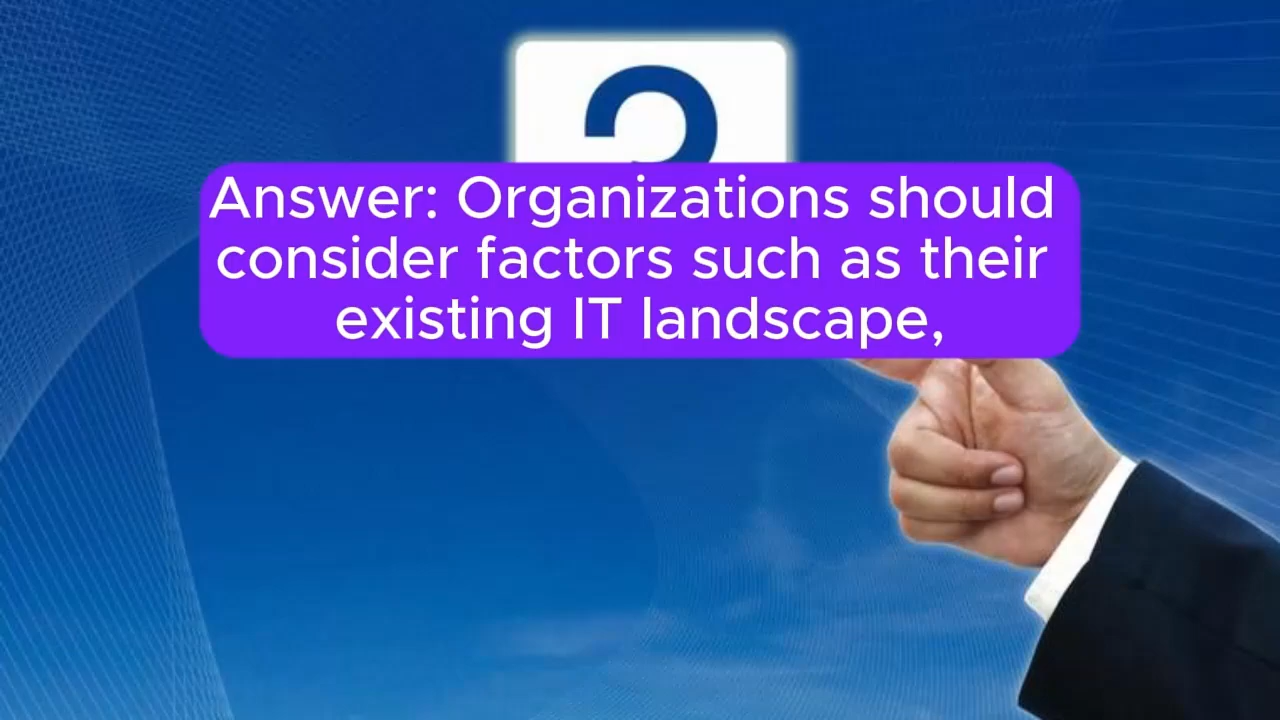 ?
Answer: Organizations should
consider factors such as their
existing IT landscape,